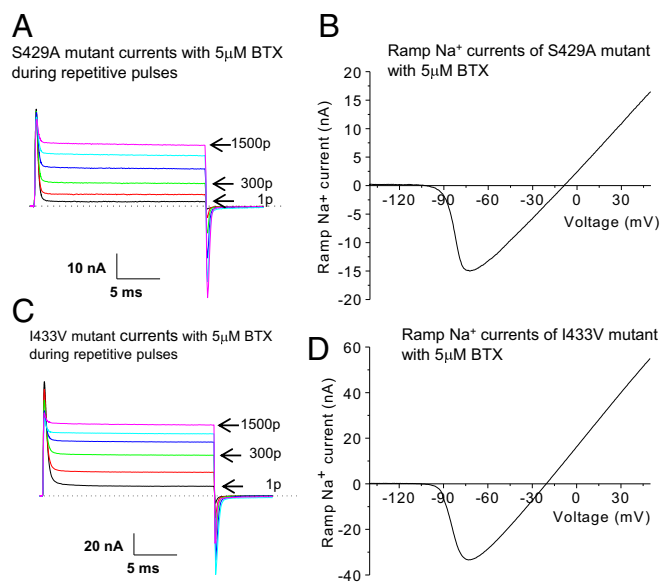 A
S429A mutant currents with 5μM BTX
during repetitive pulses
1500p
300p
1p
10 nA
5 ms
B
Ramp Na⁺ currents of S429A mutant
with 5μM BTX
20
15
10
5
0
-5
-10
-15
-20
-120
-90
-60
-30
0
30
Voltage (mV)
Ramp Na+ current (nA)
C
I433V mutant currents with 5μM BTX
during repetitive pulses
1500p
300p
1p
20 nA
5 ms
D
Ramp Na⁺ currents of I433V mutant
with 5μM BTX
60
40
20
0
-20
-40
-120
-90
-60
-30
0
30
Voltage (mV)
Ramp Na⁺ current (nA)